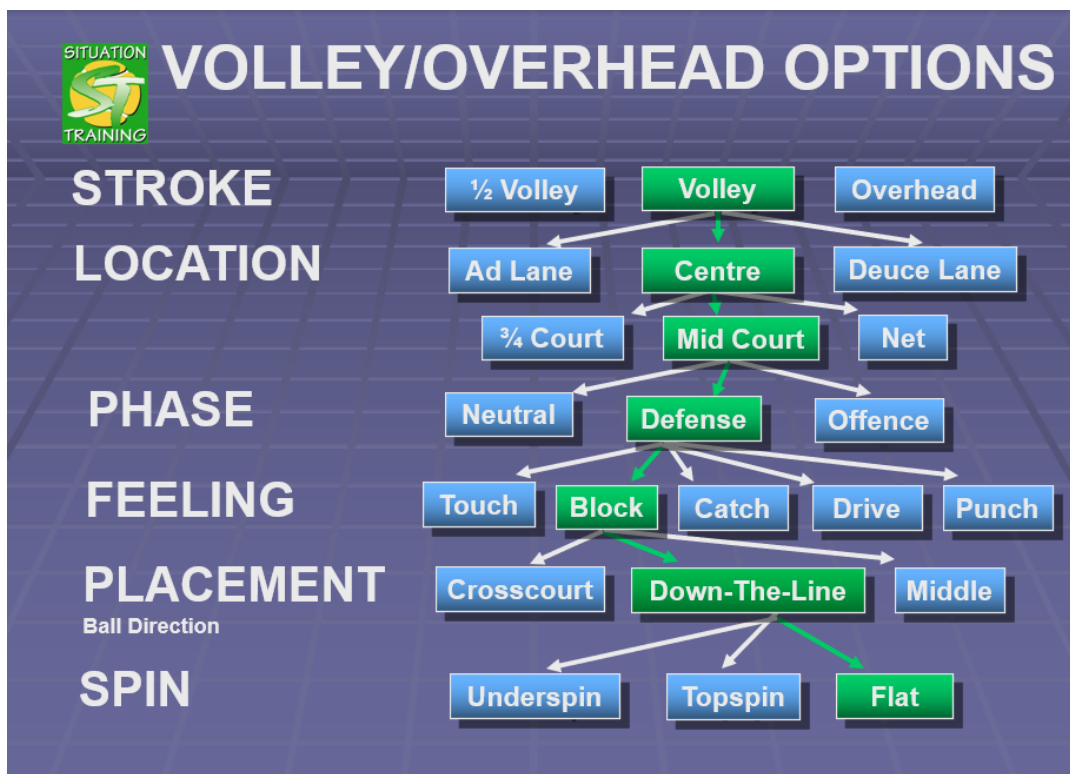 SITUATION
ST
TRAINING
VOLLEY/OVERHEAD OPTIONS
STROKE
½ Volley
Volley
Overhead
LOCATION
Ad Lane
Centre
Deuce Lane
¾ Court
Mid Court
Net
PHASE
Neutral
Defense
Offence
FEELING
Touch
Block
Catch
Drive
Punch
PLACEMENT
Ball Direction
Crosscourt
Down-The-Line
Middle
SPIN
Underspin
Topspin
Flat